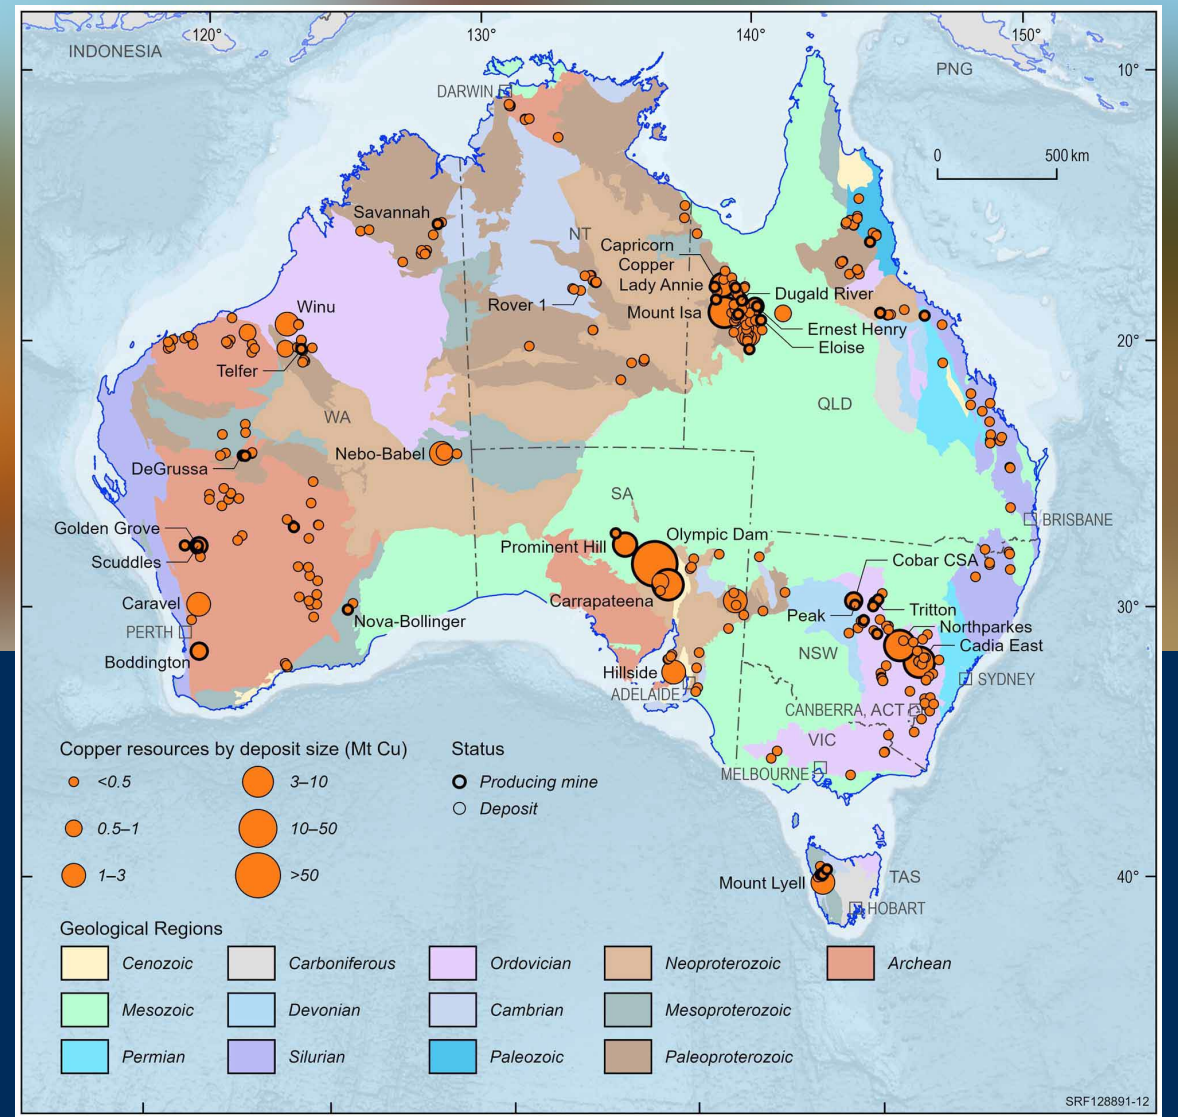 120°
130°
140°
150°
INDONESIA
PNG
10°
DARWIN
0
500 km
Savannah
NT
Capricorn
Copper
Lady Annie
Dugald River
Rover 1
Mount Isa
Winu
Ernest Henry
Eloise
20°
Telfer
WA
QLD
Nebo-Babel
DeGrussa
SA
BRISBANE
Golden Grove
Olympic Dam
Prominent Hill
Scuddles
Cobar CSA
Caravel
Carrapateena
30°
Peak
Tritton
Nova-Bollinger
Northparkes
PERTH
Cadia East
Boddington
NSW
Hillside
SYDNEY
ADELAIDE
CANBERRA, ACT
VIC
MELBOURNE
Copper resources by deposit size (Mt Cu)
Status
<0.5
3–10
Producing mine
Deposit
0.5–1
10–50
1–3
>50
Mount Lyell
TAS
40°
HOBART
Geological Regions
Cenozoic
Carboniferous
Ordovician
Neoproterozoic
Archean
Mesozoic
Devonian
Cambrian
Mesoproterozoic
Permian
Silurian
Paleozoic
Paleoproterozoic
SRF128891-12